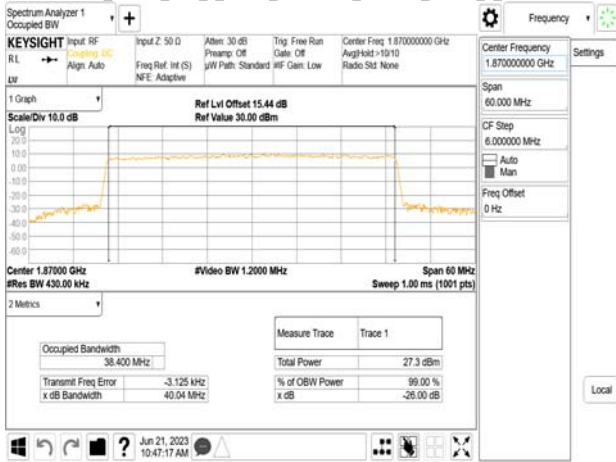 Spectrum Analyzer 1
Occupied BW
Frequency
KEYSIGHT
Input: RF
Coupling: DC
Align: Auto
RL
LXI
Input Z: 50 Ω
Freq Ref: Int (S)
NFE: Adaptive
Atten: 30 dB
Preamp: Off
µW Path: Standard
Trig: Free Run
Gate: Off
#IF Gain: Low
Center Freq: 1.870000000 GHz
Avg|Hold:>10/10
Radio Std: None
Center Frequency
1.870000000 GHz
Settings
Span
60.000 MHz
CF Step
6.000000 MHz
Auto
Man
Freq Offset
0 Hz
Local
1 Graph
Scale/Div 10.0 dB
Ref Lvl Offset 15.44 dB
Ref Value 30.00 dBm
Log
20.0
10.0
0.00
-10.0
-20.0
-30.0
-40.0
-50.0
-60.0
Center 1.87000 GHz
#Video BW 1.2000 MHz
Span 60 MHz
#Res BW 430.00 kHz
Sweep 1.00 ms (1001 pts)
2 Metrics
Measure Trace Trace 1
Occupied Bandwidth
38.400 MHz
Total Power 27.3 dBm
Transmit Freq Error -3.125 kHz
% of OBW Power 99.00 %
x dB Bandwidth 40.04 MHz
x dB -26.00 dB
Jun 21, 2023
10:47:17 AM